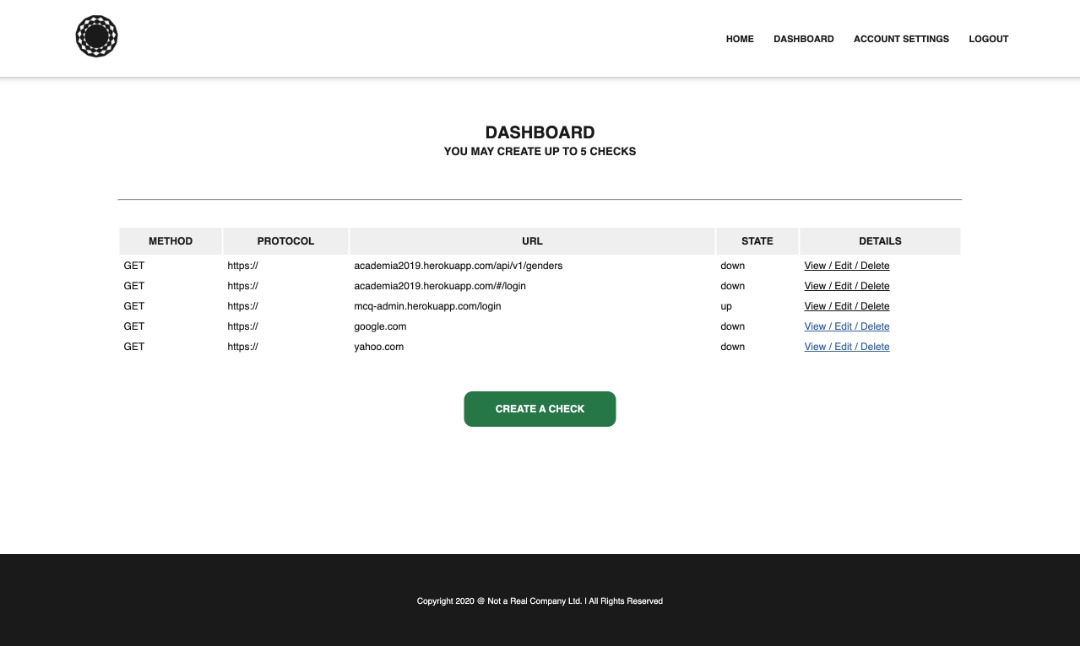 HOME DASHBOARD ACCOUNT SETTINGS LOGOUT
DASHBOARD
YOU MAY CREATE UP TO 5 CHECKS
METHOD PROTOCOL URL STATE DETAILS
GET https:// academia2019.herokuapp.com/api/v1/genders down View / Edit / Delete
GET https:// academia2019.herokuapp.com/#/login down View / Edit / Delete
GET https:// mcq-admin.herokuapp.com/login up View / Edit / Delete
GET https:// google.com down View / Edit / Delete
GET https:// yahoo.com down View / Edit / Delete
CREATE A CHECK
Copyright 2020 @ Not a Real Company Ltd. | All Rights Reserved